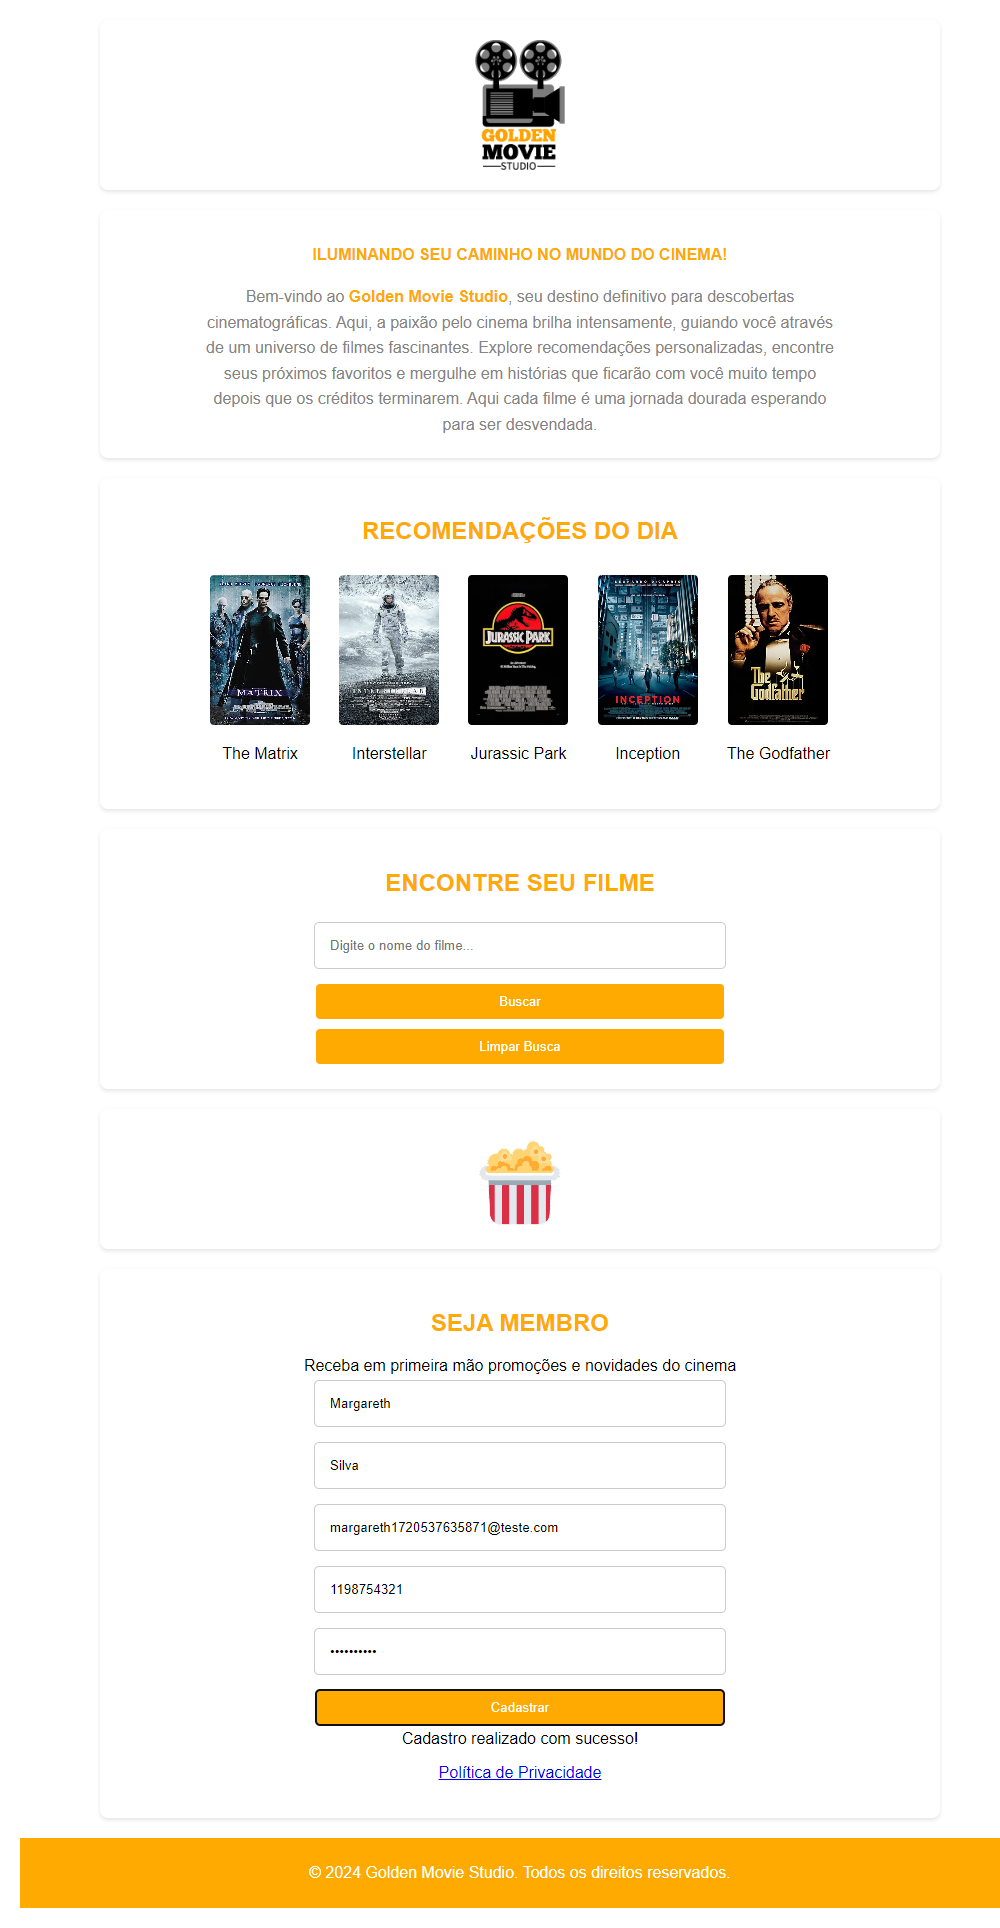 GOLDEN
MOVIE
STUDIO
ILUMINANDO SEU CAMINHO NO MUNDO DO CINEMA!
Bem-vindo ao Golden Movie Studio, seu destino definitivo para descobertas
cinematográficas. Aqui, a paixão pelo cinema brilha intensamente, guiando você através
de um universo de filmes fascinantes. Explore recomendações personalizadas, encontre
seus próximos favoritos e mergulhe em histórias que ficarão com você muito tempo
depois que os créditos terminarem. Aqui cada filme é uma jornada dourada esperando
para ser desvendada.
RECOMENDAÇÕES DO DIA
MATRIX
INTERSTELLAR
JURASSIC PARK
INCEPTION
The
Godfather
The Matrix
Interstellar
Jurassic Park
Inception
The Godfather
ENCONTRE SEU FILME
Digite o nome do filme...
Buscar
Limpar Busca
SEJA MEMBRO
Receba em primeira mão promoções e novidades do cinema
Margareth
Silva
margareth1720537635871@teste.com
1198754321
••••••••••
Cadastrar
Cadastro realizado com sucesso!
Política de Privacidade
© 2024 Golden Movie Studio. Todos os direitos reservados.